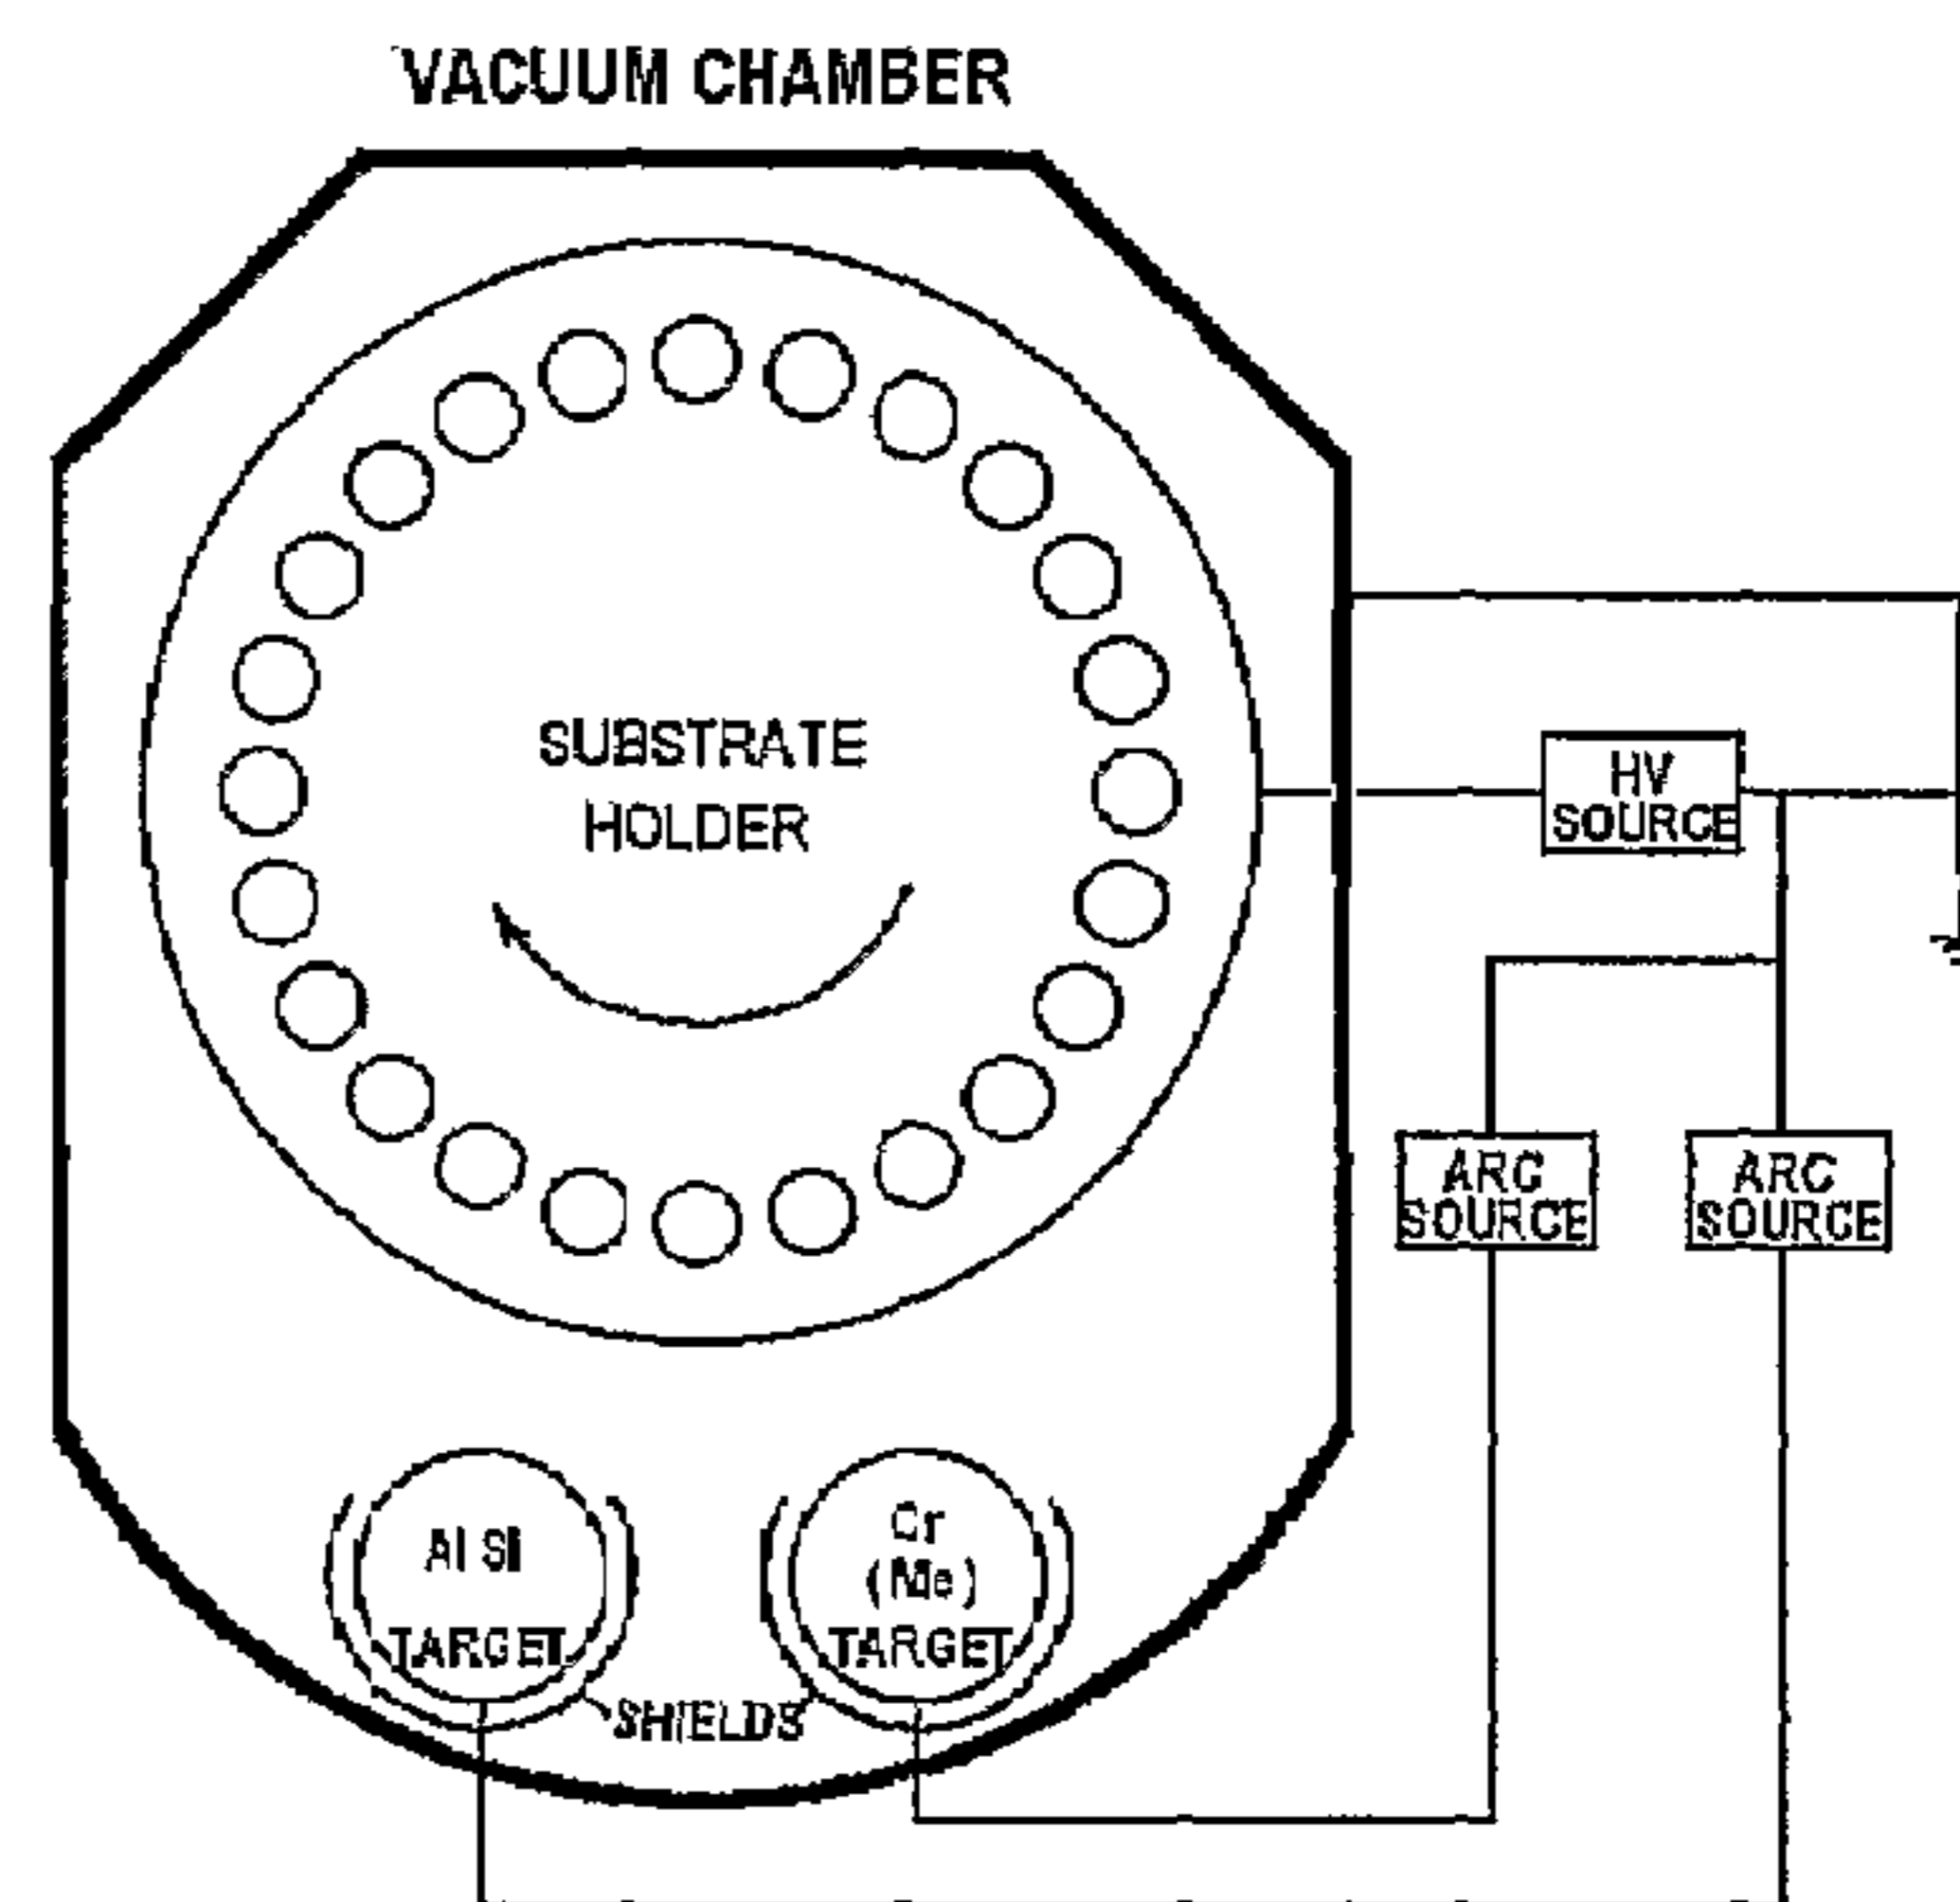 VACUUM CHAMBER
SUBSTRATE
HOLDER
HV
SOURCE
ARC
SOURCE
ARC
SOURCE
Al Si
TARGET
Cr
(Me)
TARGET
SHIELDS